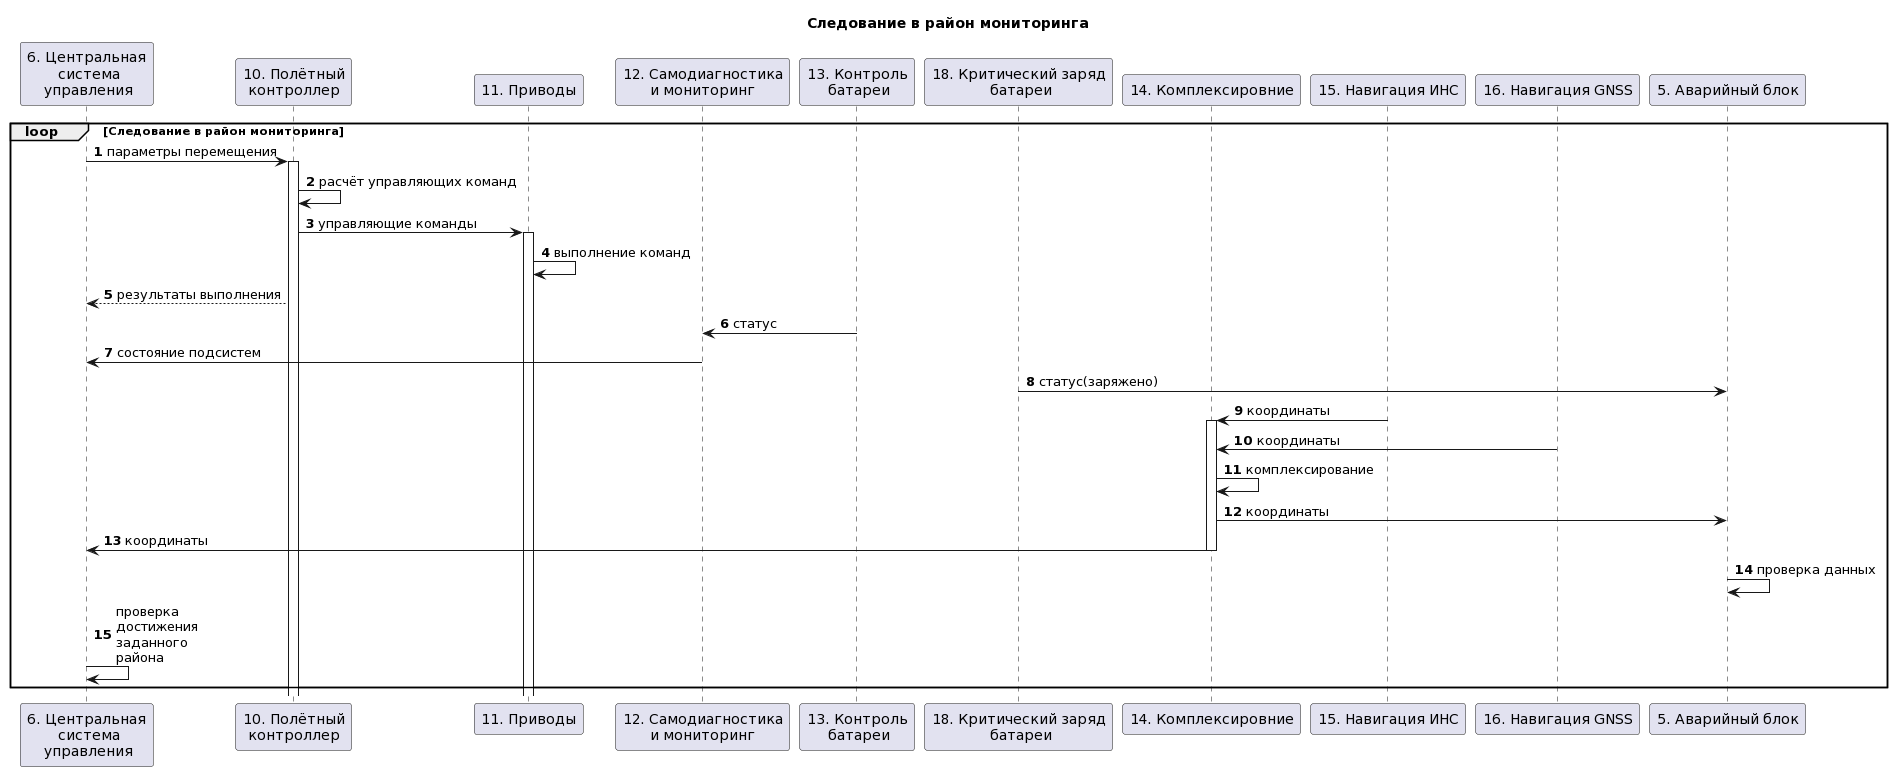 Следование в район мониторинга
6. Центральная
система
управления
10. Полётный
контроллер
11. Приводы
12. Самодиагностика
и мониторинг
13. Контроль
батареи
18. Критический заряд
батареи
14. Комплексировние
15. Навигация ИНС
16. Навигация GNSS
5. Аварийный блок
loop [Следование в район мониторинга]
1 параметры перемещения
2 расчёт управляющих команд
3 управляющие команды
4 выполнение команд
5 результаты выполнения
6 статус
7 состояние подсистем
8 статус(заряжено)
9 координаты
10 координаты
11 комплексирование
12 координаты
13 координаты
14 проверка данных
проверка
достижения
15 заданного
района
6. Центральная
система
управления
10. Полётный
контроллер
11. Приводы
12. Самодиагностика
и мониторинг
13. Контроль
батареи
18. Критический заряд
батареи
14. Комплексировние
15. Навигация ИНС
16. Навигация GNSS
5. Аварийный блок